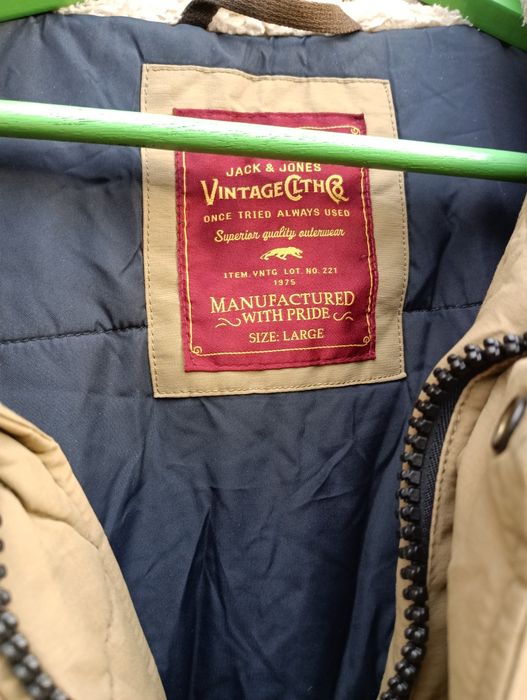 JACK & JONES
VINTAGE CLTH Co
ONCE TRIED ALWAYS USED
Superior quality outerwear
ITEM. VNTG LOT. NO. 221
1975
MANUFACTURED
WITH PRIDE
SIZE: LARGE